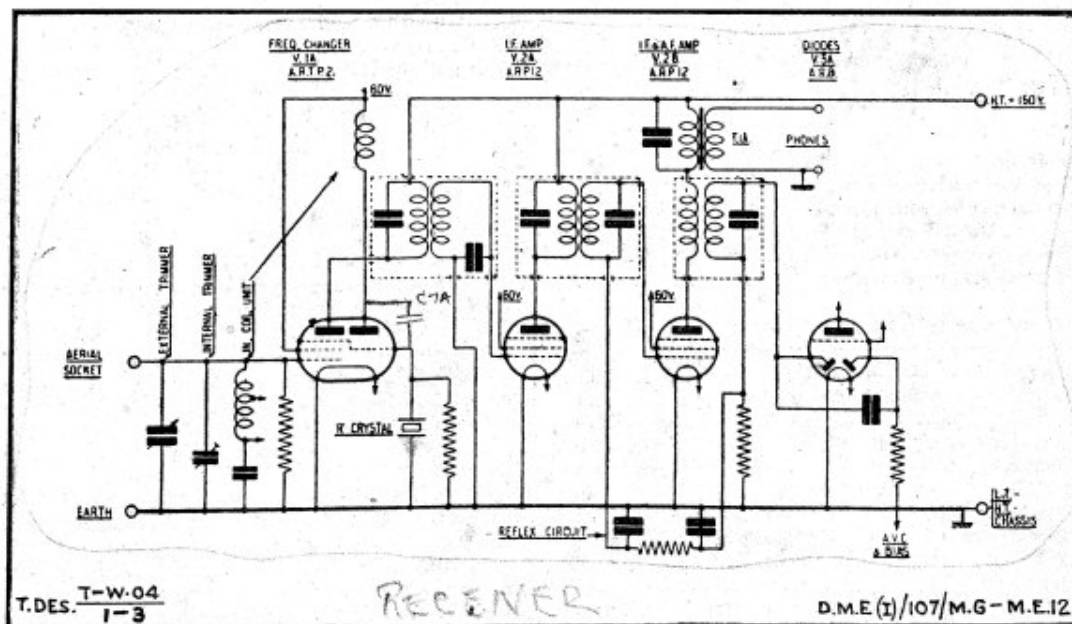 FREQ. CHANGER
V.1A
A.R.T.P.2.
I.F. AMP
V.2A
A.R.P.12
I.F. & A.F. AMP
V.2B
A.R.P.12
DIODES
V.3A
A.R.8
60V.
H.T. + 150 V.
T.1A
PHONES
EXTERNAL TRIMMER
INTERNAL TRIMMER
IN COIL UNIT
C-7A
60V.
60V.
AERIAL
SOCKET
'R' CRYSTAL
EARTH
REFLEX CIRCUIT
A.V.C
& BIAS
L.T -
H.T -
CHASSIS
T. DES. T-W-04
1-3
RECEIVER
D.M.E (I)/107/M.G - M.E.12